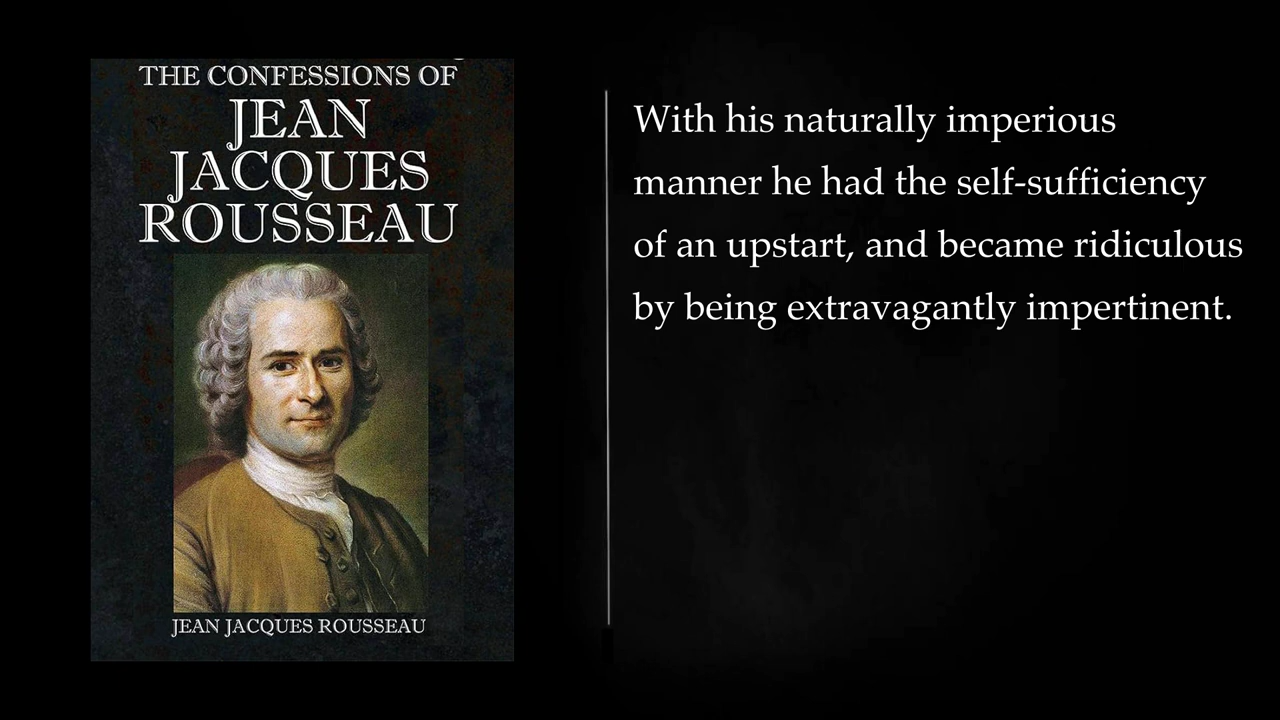 THE CONFESSIONS OF
JEAN
JACQUES
ROUSSEAU
JEAN JACQUES ROUSSEAU
With his naturally imperious
manner he had the self-sufficiency
of an upstart, and became ridiculous
by being extravagantly impertinent.